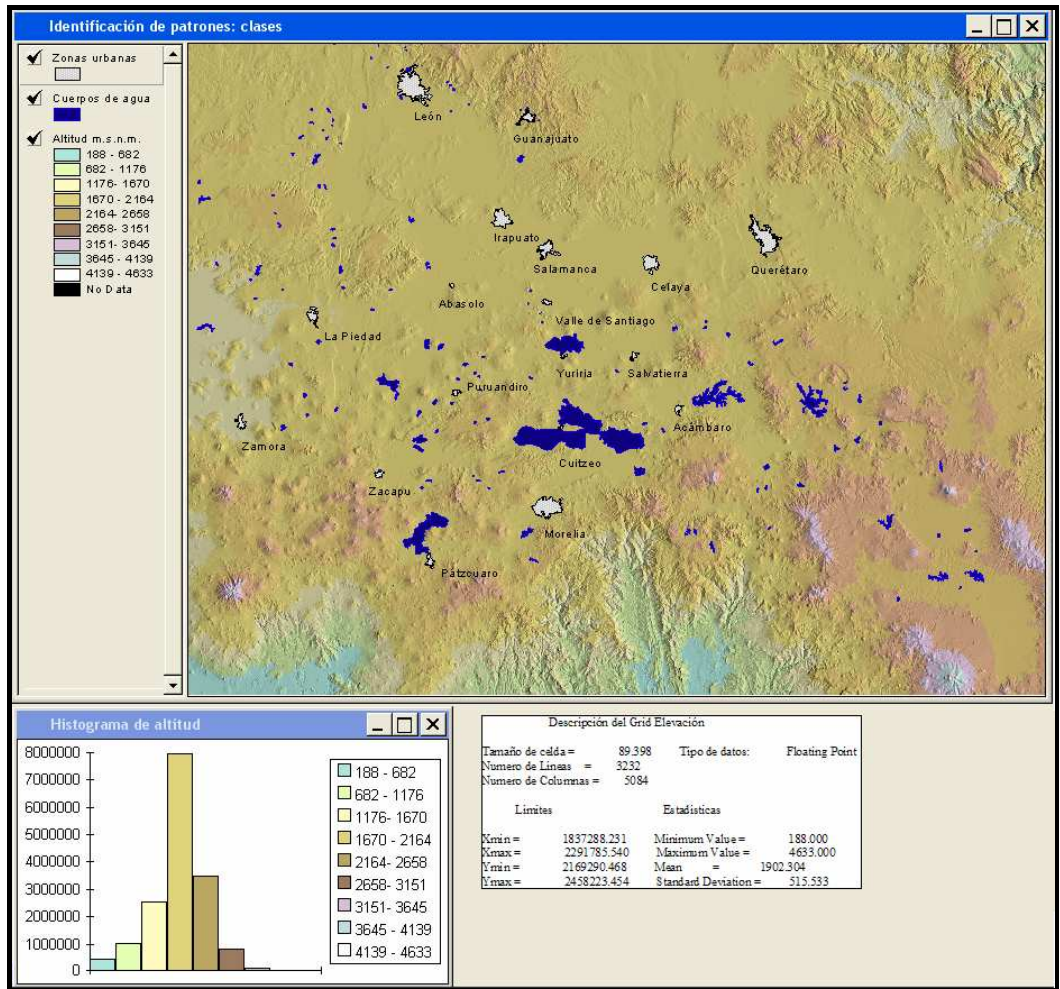 Identificación de patrones: clases
Zonas urbanas
Cuerpos de agua
Altitud m.s.n.m.
188 - 682
682 - 1176
1176- 1670
1670 - 2164
2164- 2658
2658- 3151
3151- 3645
3645 - 4139
4139 - 4633
No Data
León
Guanajuato
Irapuato
Salamanca
Celaya
Querétaro
Abasolo
Valle de Santiago
La Piedad
Yuriria
Salvatierra
Puruandiro
Acámbaro
Zamora
Cuitzeo
Zacapu
Morelia
Pátzcuaro
Histograma de altitud
8000000
7000000
6000000
5000000
4000000
3000000
2000000
1000000
0
188 - 682
682 - 1176
1176- 1670
1670 - 2164
2164- 2658
2658- 3151
3151- 3645
3645 - 4139
4139 - 4633
Descripción del Grid Elevación
Tamaño de celda = 89.398 Tipo de datos: Floating Point
Numero de Lineas = 3232
Numero de Columnas = 5084
Limites Estadisticas
Xmin = 1837288.231 Minimum Value = 188.000
Xmax = 2291785.540 Maximum Value = 4633.000
Ymin = 2169290.468 Mean = 1902.304
Ymax = 2458223.454 Standard Deviation = 515.533